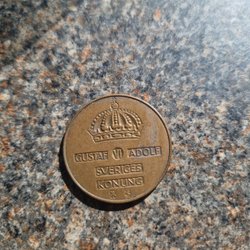 GUSTAF VI ADOLF
SVERIGES
KONUNG